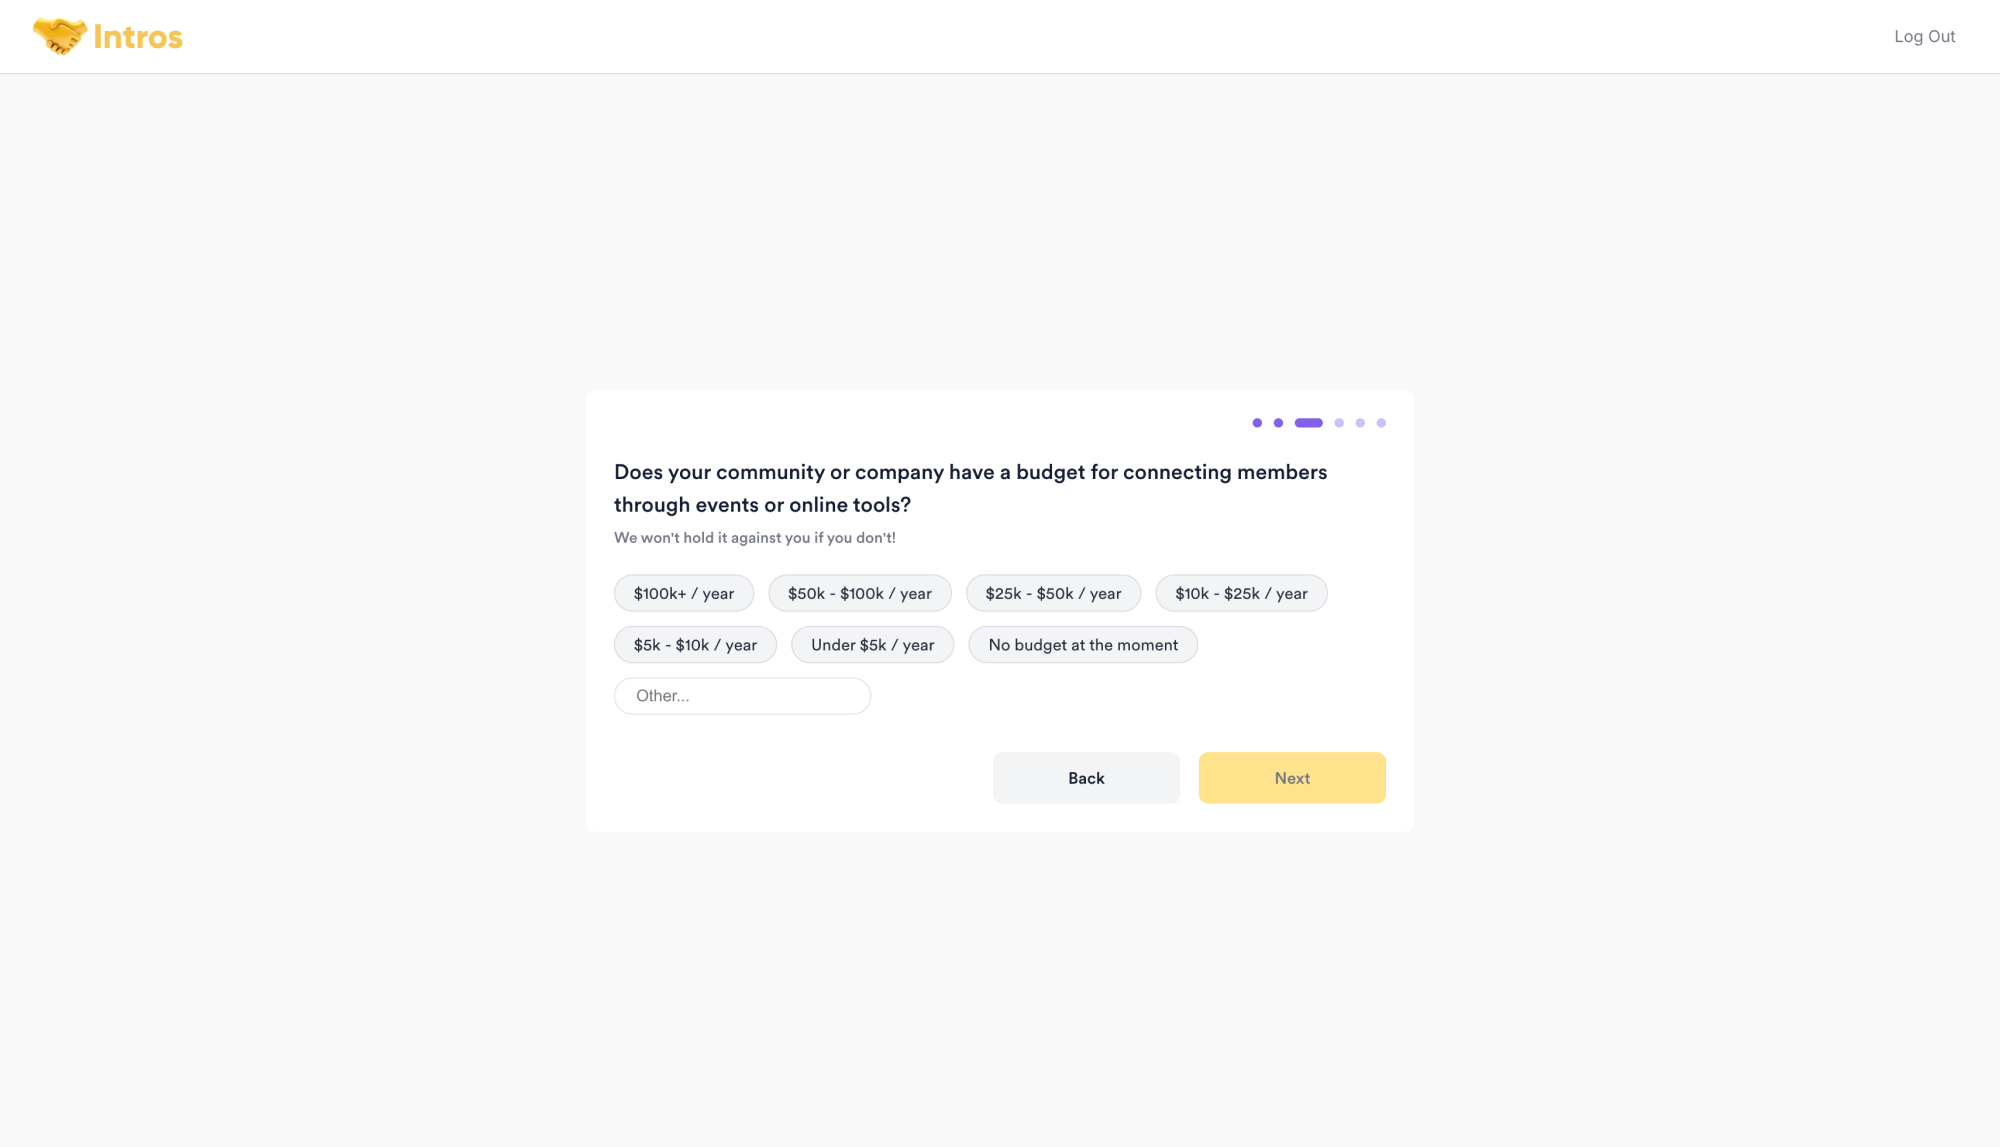 Intros
Log Out
Does your community or company have a budget for connecting members
through events or online tools?
We won't hold it against you if you don't!
$100k+ / year
$50k - $100k / year
$25k - $50k / year
$10k - $25k / year
$5k - $10k / year
Under $5k / year
No budget at the moment
Other...
Back
Next